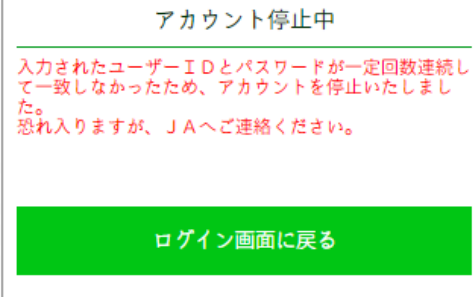 アカウント停止中
入力されたユーザーＩＤとパスワードが一定回数連続し
て一致しなかったため、アカウントを停止いたしまし
た。
恐れ入りますが、ＪＡへご連絡ください。
ログイン画面に戻る